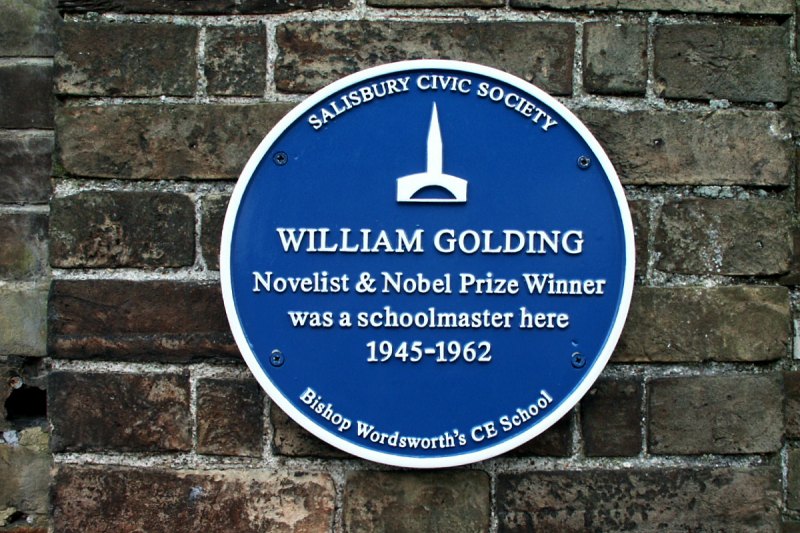 SALISBURY CIVIC SOCIETY
WILLIAM GOLDING
Novelist & Nobel Prize Winner
was a schoolmaster here
1945-1962
Bishop Wordsworth's CE School